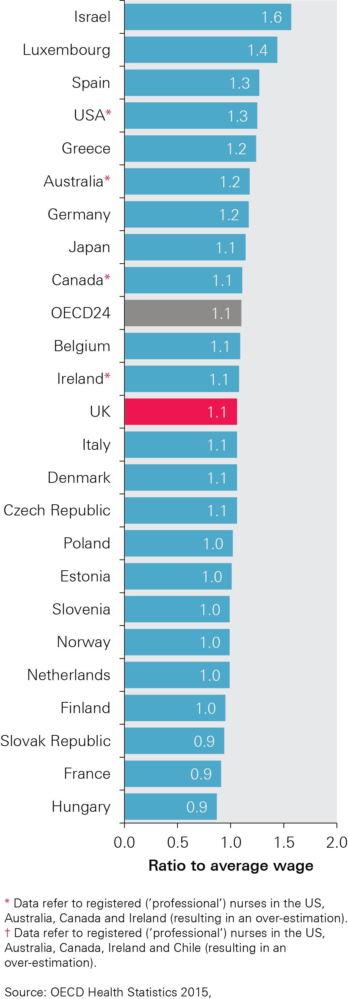 Israel 1.6
Luxembourg 1.4
Spain 1.3
USA* 1.3
Greece 1.2
Australia* 1.2
Germany 1.2
Japan 1.1
Canada* 1.1
OECD24 1.1
Belgium 1.1
Ireland* 1.1
UK 1.1
Italy 1.1
Denmark 1.1
Czech Republic 1.1
Poland 1.0
Estonia 1.0
Slovenia 1.0
Norway 1.0
Netherlands 1.0
Finland 1.0
Slovak Republic 0.9
France 0.9
Hungary 0.9
0.0 0.5 1.0 1.5 2.0
Ratio to average wage
* Data refer to registered (’professional’) nurses in the US,
Australia, Canada and Ireland (resulting in an over-estimation).
† Data refer to registered (’professional’) nurses in the US,
Australia, Canada, Ireland and Chile (resulting in an
over-estimation).
Source: OECD Health Statistics 2015,